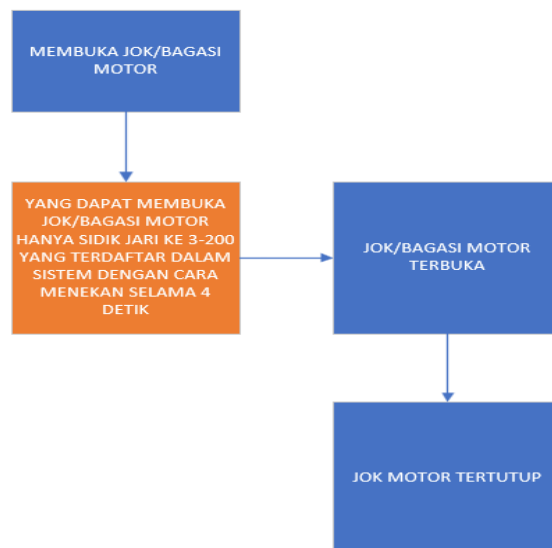 MEMBUKA JOK/BAGASI
MOTOR
YANG DAPAT MEMBUKA
JOK/BAGASI MOTOR
HANYA SIDIK JARI KE 3-200
YANG TERDAFTAR DALAM
SISTEM DENGAN CARA
MENEKAN SELAMA 4
DETIK
JOK/BAGASI MOTOR
TERBUKA
JOK MOTOR TERTUTUP